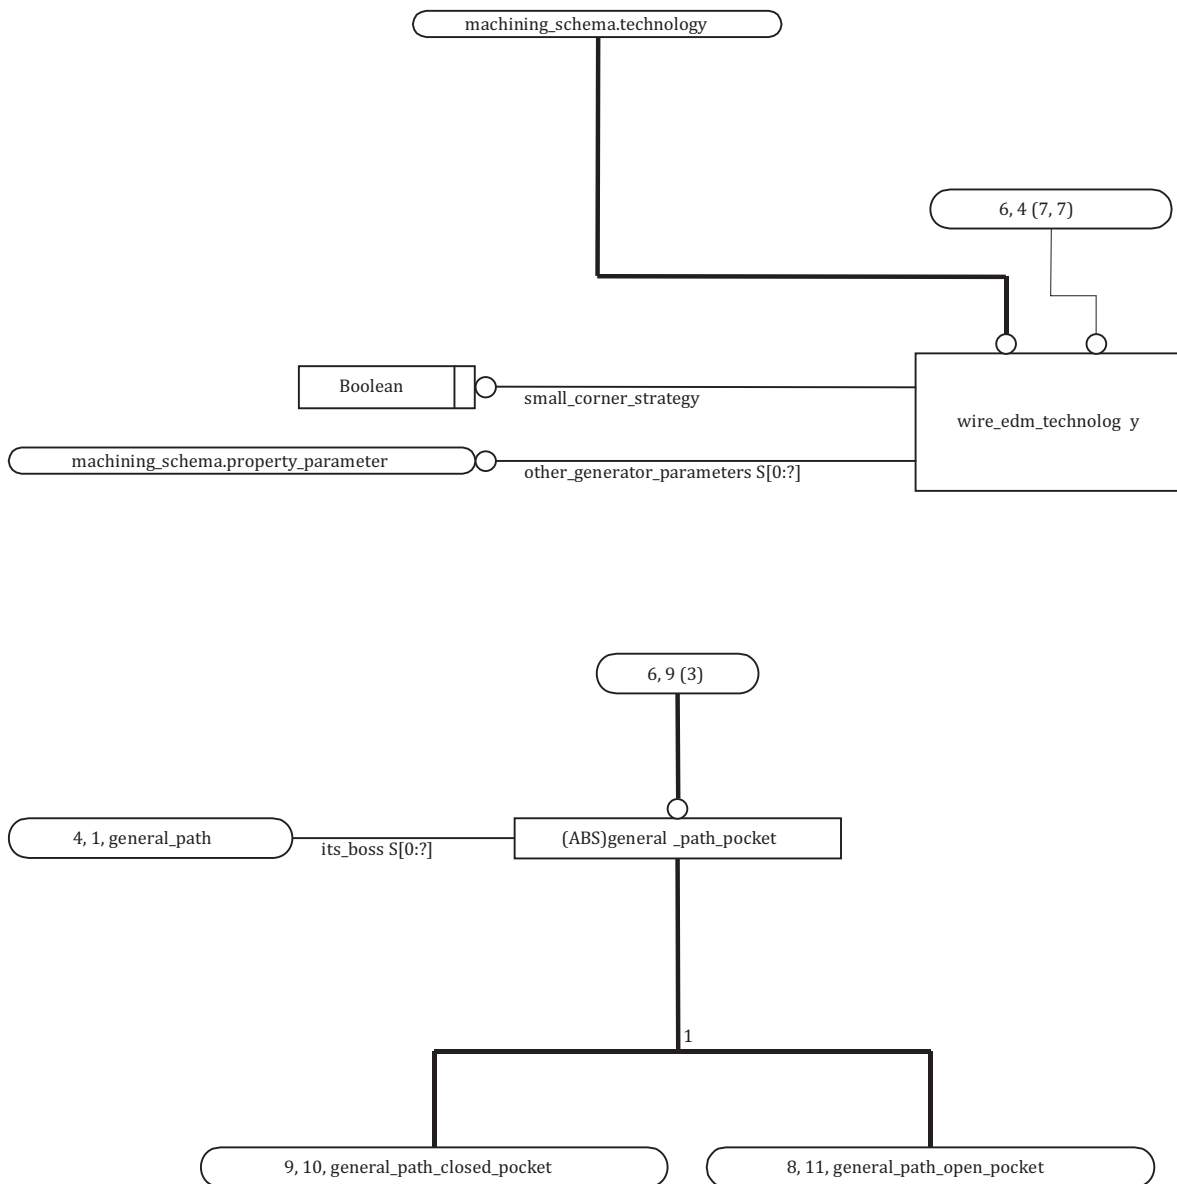 machining_schema.technology
6, 4 (7, 7)
Boolean
small_corner_strategy
wire_edm_technolog y
machining_schema.property_parameter
other_generator_parameters S[0:?]
6, 9 (3)
4, 1, general_path
its_boss S[0:?]
(ABS)general _path_pocket
1
9, 10, general_path_closed_pocket
8, 11, general_path_open_pocket